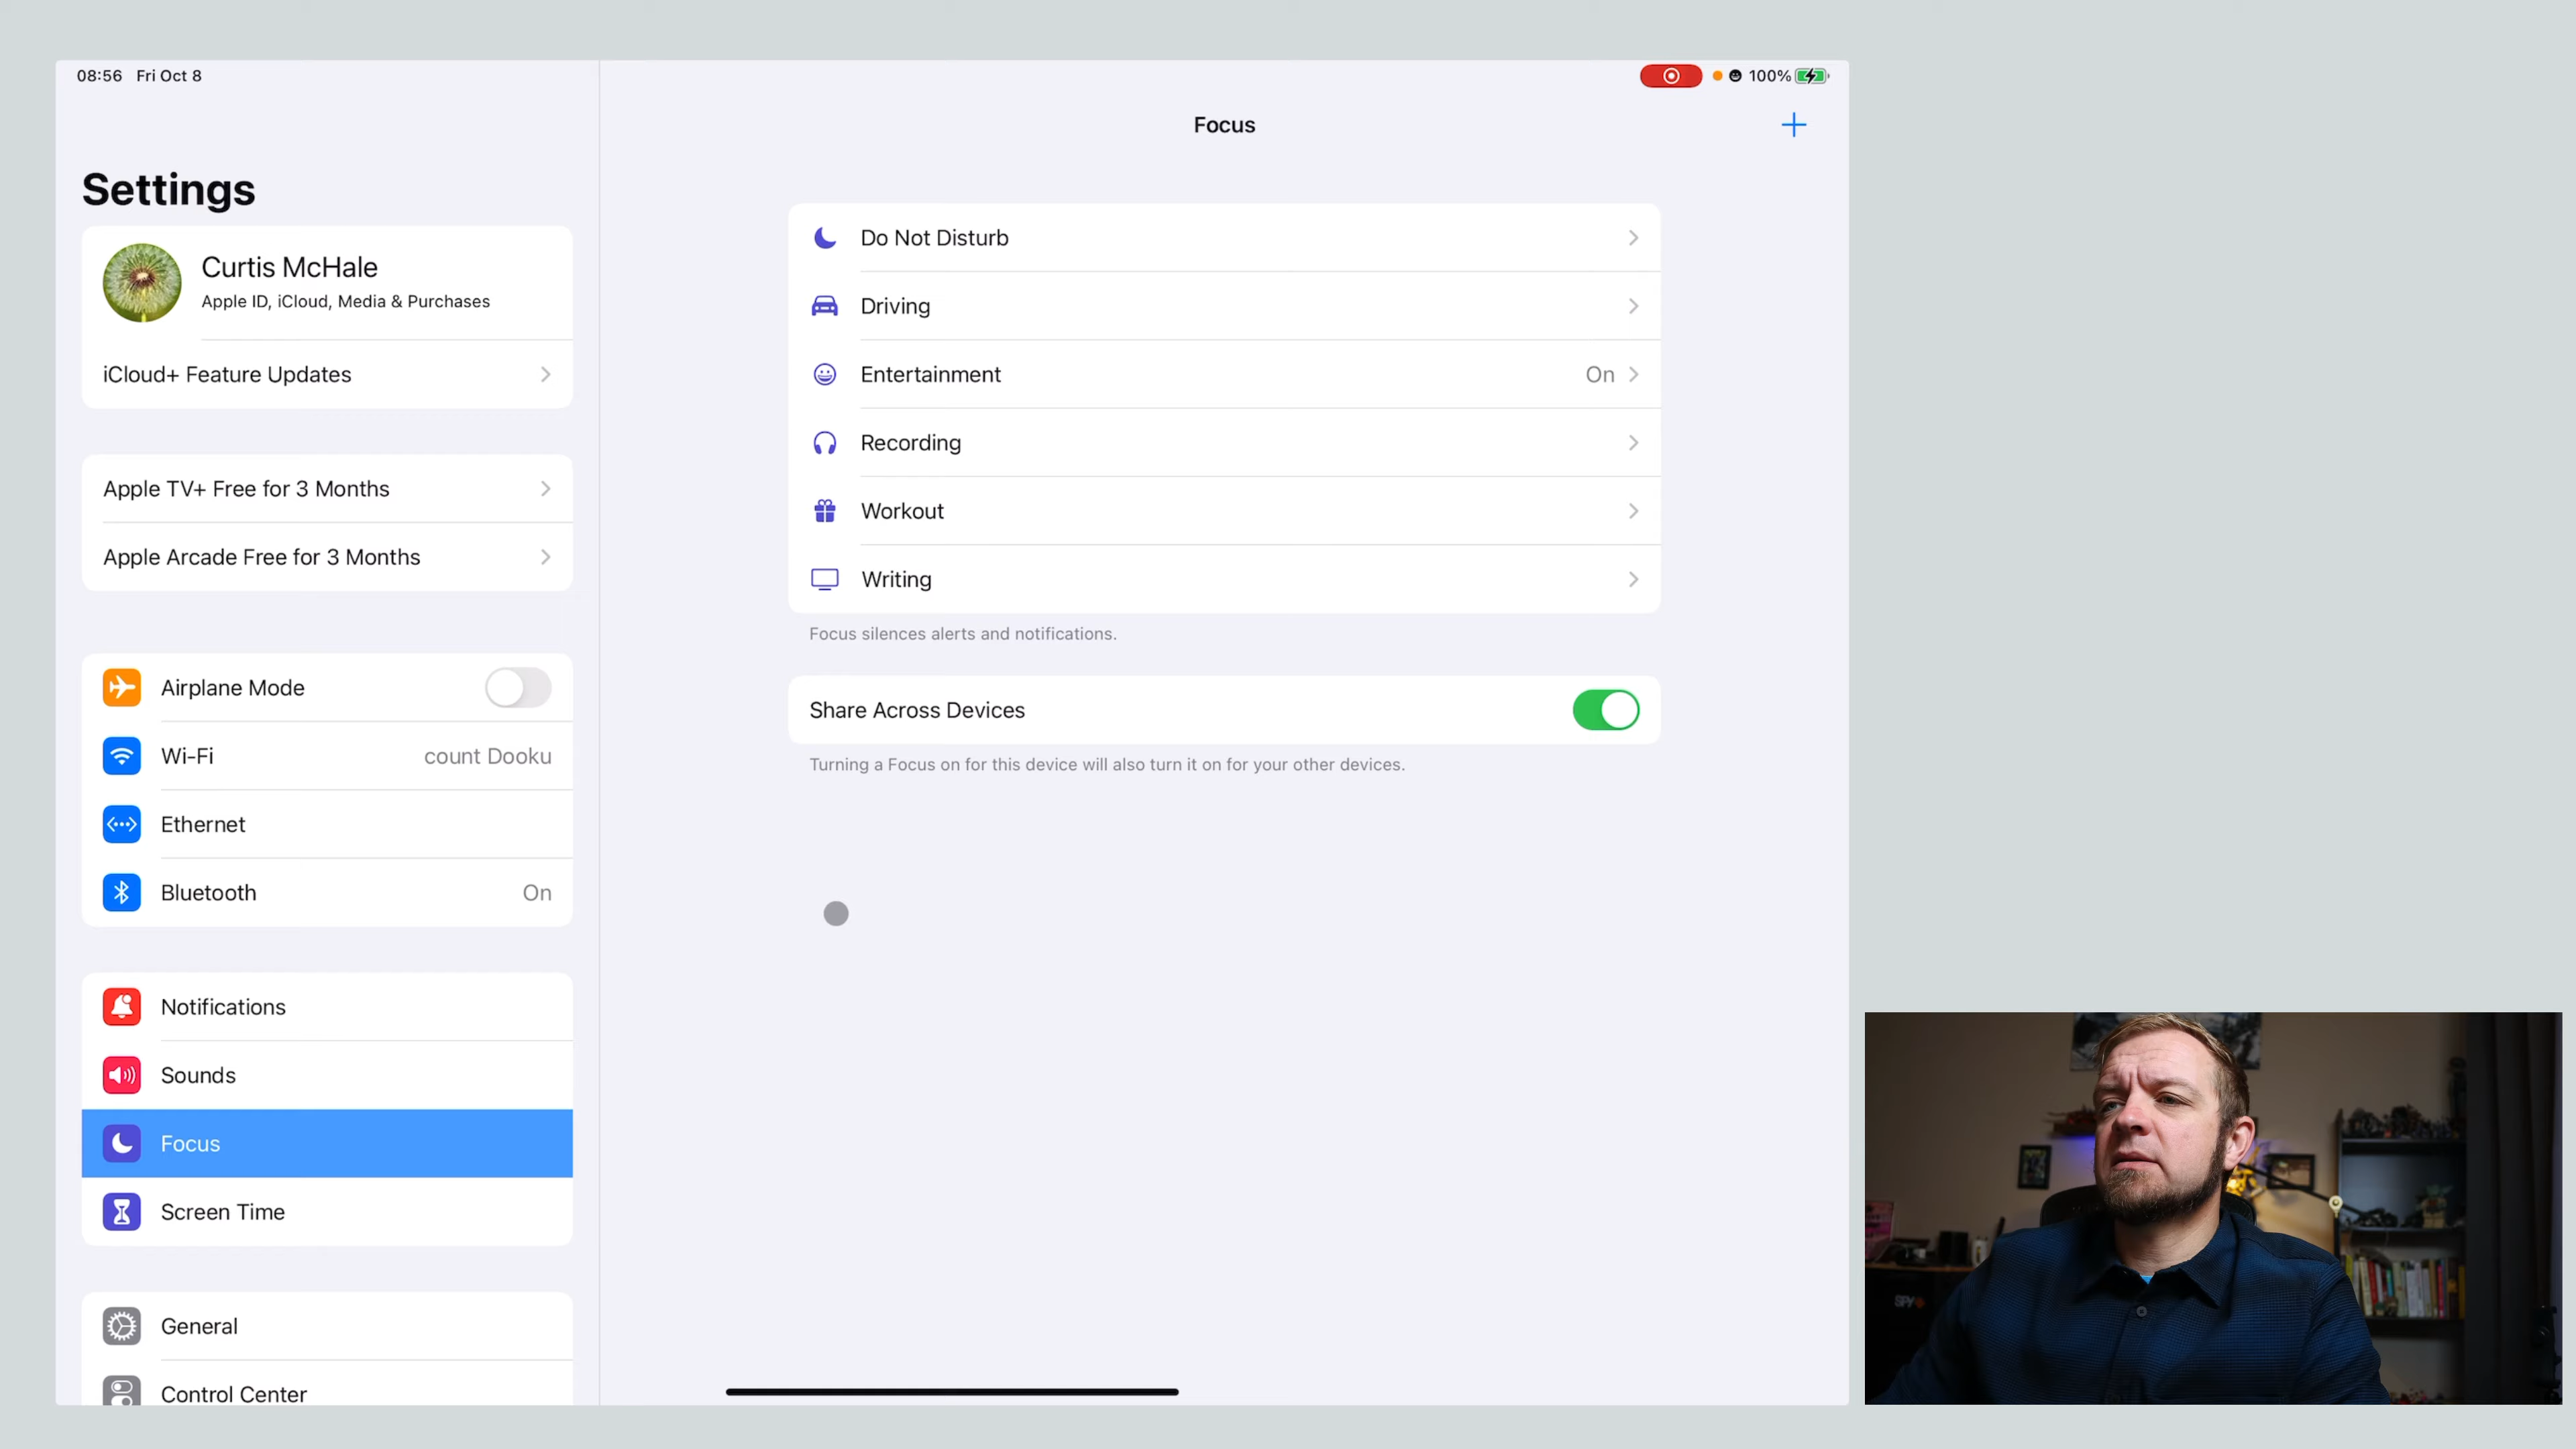 08:56 Fri Oct 8
100%
Settings
Curtis McHale
Apple ID, iCloud, Media & Purchases
iCloud+ Feature Updates
Apple TV+ Free for 3 Months
Apple Arcade Free for 3 Months
Airplane Mode
Wi-Fi count Dooku
Ethernet
Bluetooth On
Notifications
Sounds
Focus
Screen Time
General
Control Center
Focus
Do Not Disturb
Driving
Entertainment On
Recording
Workout
Writing
Focus silences alerts and notifications.
Share Across Devices
Turning a Focus on for this device will also turn it on for your other devices.
SPY